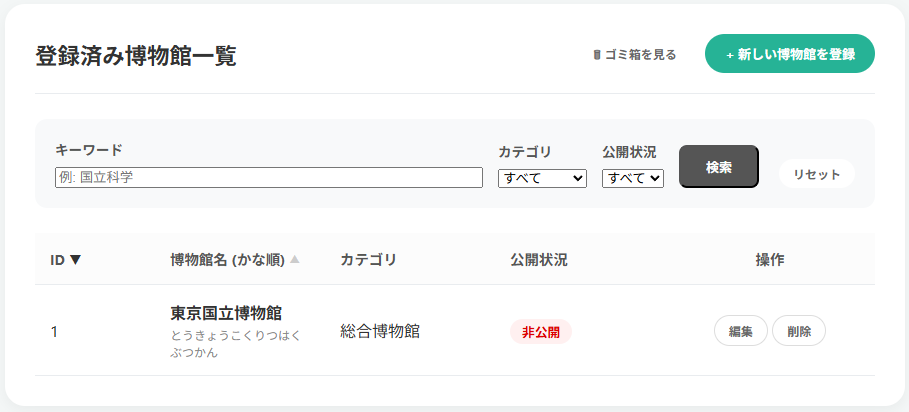 登録済み博物館一覧
🗑 ゴミ箱を見る
+ 新しい博物館を登録
キーワード
カテゴリ
公開状況
例: 国立科学
すべて
すべて
検索
リセット
ID ▼
博物館名 (かな順) ▲
カテゴリ
公開状況
操作
1
東京国立博物館
とうきょうこくりつはく
ぶつかん
総合博物館
非公開
編集
削除